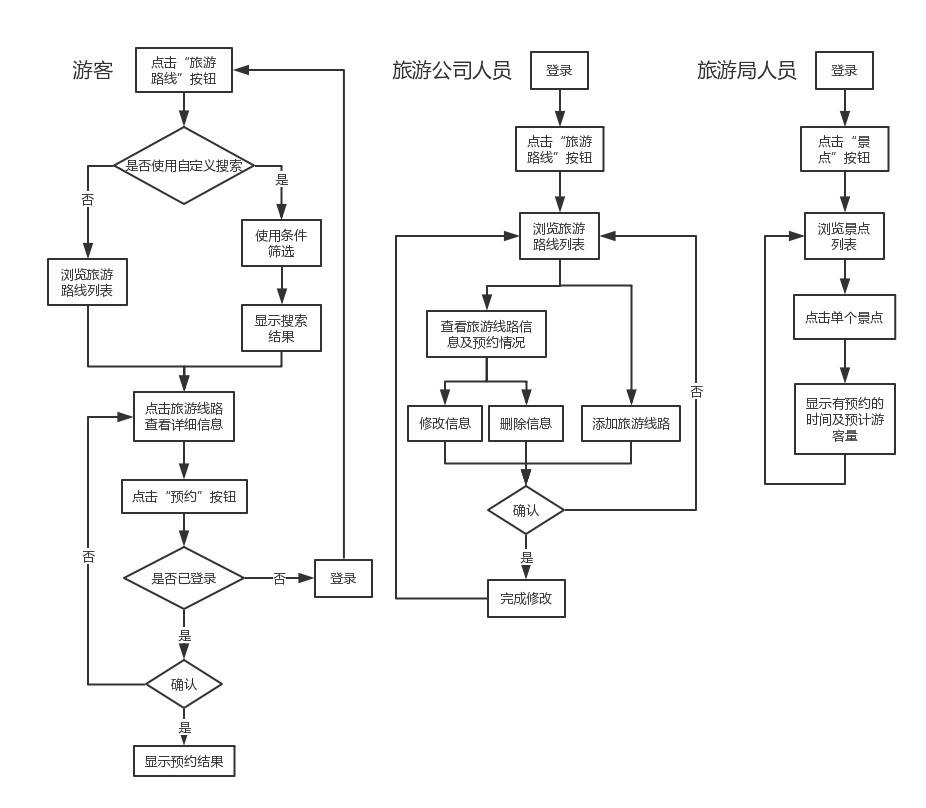 游客
点击“旅游
路线”按钮
是否使用自定义搜索
否
是
使用条件
筛选
浏览旅游
路线列表
显示搜索
结果
点击旅游线路
查看详细信息
点击“预约”按钮
否
是否已登录
否
登录
是
确认
是
显示预约结果
旅游公司人员
登录
点击“旅游
路线”按钮
浏览旅游
路线列表
查看旅游线路信
息及预约情况
否
修改信息
删除信息
添加旅游线路
确认
是
完成修改
旅游局人员
登录
点击“景
点”按钮
浏览景点
列表
点击单个景点
显示有预约的
时间及预计游
客量